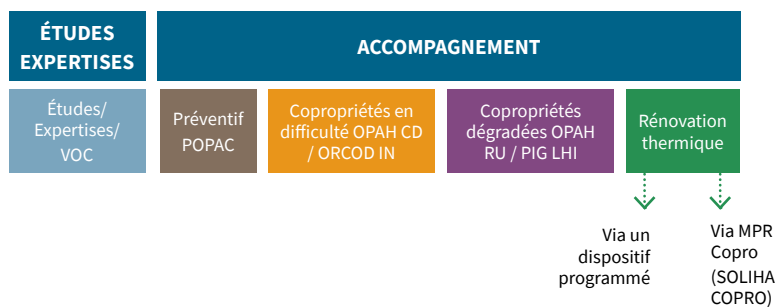 ÉTUDES
EXPERTISES
ACCOMPAGNEMENT
Études/
Expertises/
VOC
Préventif
POPAC
Copropriétés en
difficulté OPAH CD
/ ORCOD IN
Copropriétés
dégradées OPAH
RU / PIG LHI
Rénovation
thermique
Via un
dispositif
programmé
Via MPR
Copro
(SOLIHA
COPRO)